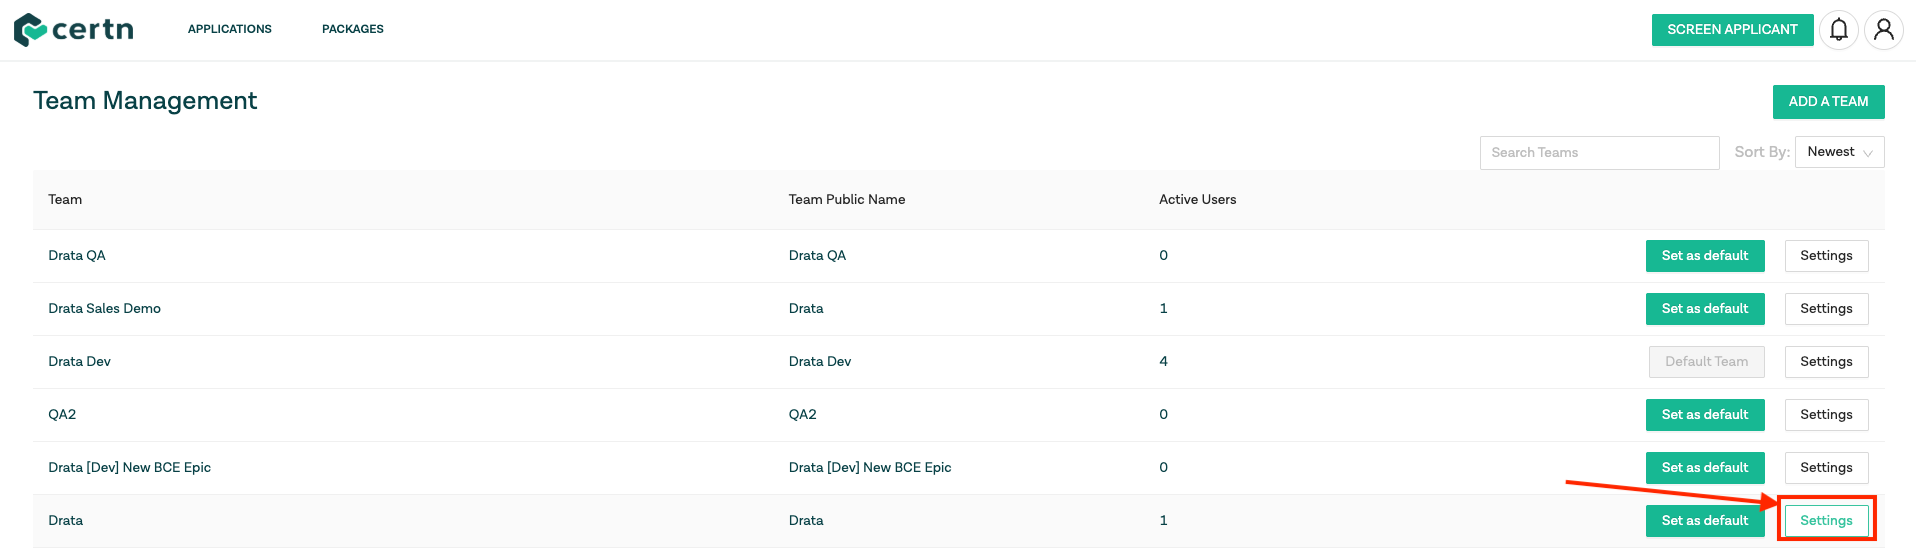 certn APPLICATIONS PACKAGES SCREEN APPLICANT
Team Management ADD A TEAM
Search Teams Sort By: Newest
Team Team Public Name Active Users
Drata QA Drata QA 0 Set as default Settings
Drata Sales Demo Drata 1 Set as default Settings
Drata Dev Drata Dev 4 Default Team Settings
QA2 QA2 0 Set as default Settings
Drata [Dev] New BCE Epic Drata [Dev] New BCE Epic 0 Set as default Settings
Drata Drata 1 Set as default Settings